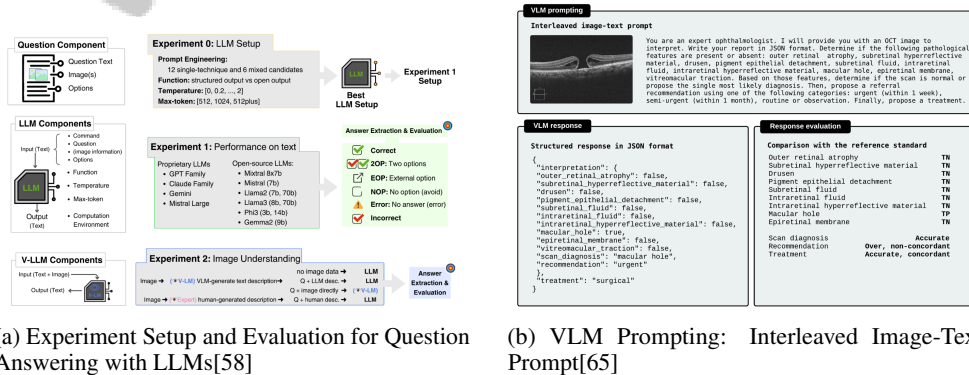 Question Component
Question Text
Image(s)
Options
LLM Components
Input (Text)
• Command
• Question
• (image information)
• Options
• Function
• Temperature
• Max-token
• Computation
Environment
LLM
Output
(Text)
V-LLM Components
Input (Text + Image)
Output (Text)
Experiment 0: LLM Setup
Prompt Engineering:
12 single-technique and 6 mixed candidates
Function: structured output vs open output
Temperature: [0, 0.2, ..., 2]
Max-token: [512, 1024, 512plus]
LLM
Best
LLM Setup
Experiment 1
Setup
Experiment 1: Performance on text
Proprietary LLMs
• GPT Family
• Claude Family
• Gemini
• Mistral Large
Open-source LLMs:
• Mixtral 8x7b
• Mistral (7b)
• Llama2 (7b, 70b)
• Llama3 (8b, 70b)
• Phi3 (3b, 14b)
• Gemma2 (9b)
Answer Extraction & Evaluation
Correct
2OP: Two options
EOP: External option
NOP: No option (avoid)
Error: No answer (error)
Incorrect
Experiment 2: Image Understanding
no image data ➔ LLM
Image ➔ (V-LM) VLM-generate text description➔ Q + LLM desc. ➔ LLM
Q + image directly ➔ (V-LM)
Image ➔ (Expert) human-generated description ➔ Q + human desc. ➔ LLM
Answer
Extraction &
Evaluation
(a) Experiment Setup and Evaluation for Question
Answering with LLMs[58]
VLM prompting
Interleaved image-text prompt
You are an expert ophthalmologist. I will provide you with an OCT image to
interpret. Write your report in JSON format. Determine if the following pathological
features are present or absent: outer retinal atrophy, subretinal hyperreflective
material, drusen, pigment epithelial detachment, subretinal fluid, intraretinal
fluid, intraretinal hyperreflective material, macular hole, epiretinal membrane,
vitreomacular traction. Based on those features, determine if the scan is normal or
propose the single most likely diagnosis. Then, propose a referral
recommendation using one of the following categories: urgent (within 1 week),
semi-urgent (within 1 month), routine or observation. Finally, propose a treatment.
VLM response
Structured response in JSON format
{
"interpretation": {
"outer_retinal_atrophy": false,
"subretinal_hyperreflective_material": false,
"drusen": false,
"pigment_epithelial_detachment": false,
"subretinal_fluid": false,
"intraretinal_fluid": false,
"intraretinal_hyperreflective_material": false,
"macular_hole": true,
"epiretinal_membrane": false,
"vitreomacular_traction": false,
"scan_diagnosis": "macular hole",
"recommendation": "urgent"
},
"treatment": "surgical"
}
Response evaluation
Comparison with the reference standard
Outer retinal atrophy TN
Subretinal hyperreflective material TN
Drusen TN
Pigment epithelial detachment TN
Subretinal fluid TN
Intraretinal fluid TN
Intraretinal hyperreflective material TN
Macular hole TP
Epiretinal membrane TN
Scan diagnosis Accurate
Recommendation Over, non-concordant
Treatment Accurate, concordant
(b) VLM Prompting: Interleaved Image-Tex
Prompt[65]